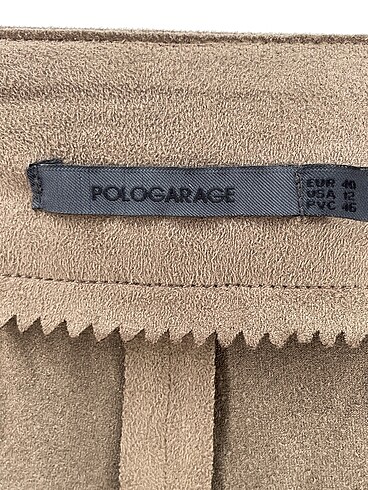 POLOGARAGE
EUR 40
USA 12
PVC 46